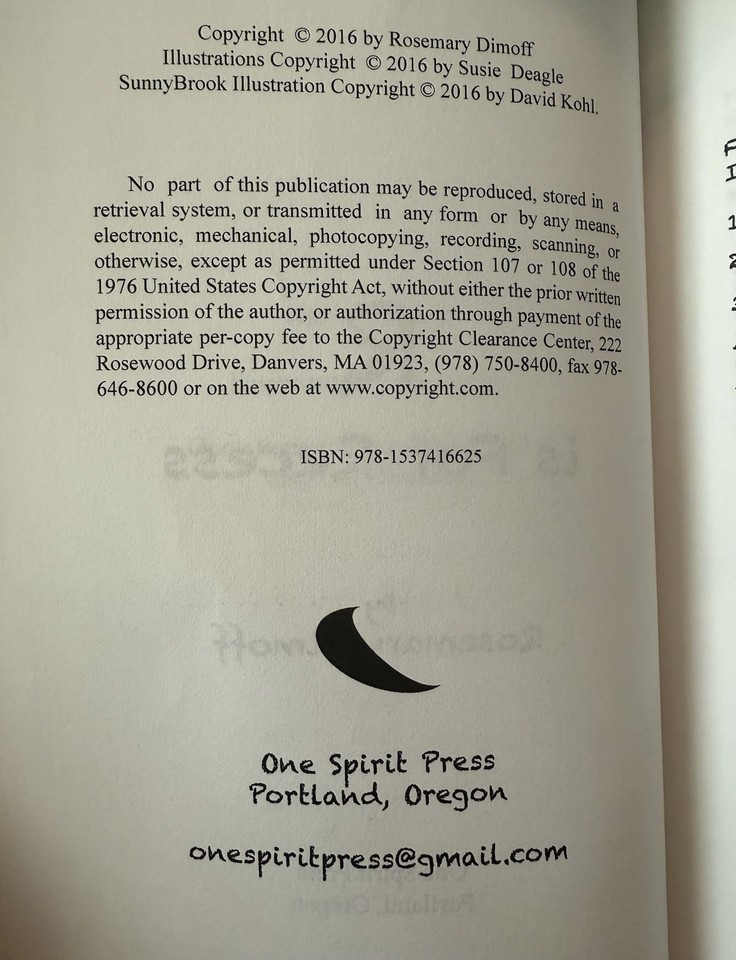 Copyright © 2016 by Rosemary Dimoff
Illustrations Copyright © 2016 by Susie Deagle
SunnyBrook Illustration Copyright © 2016 by David Kohl.
No part of this publication may be reproduced, stored in a
retrieval system, or transmitted in any form or by any means,
electronic, mechanical, photocopying, recording, scanning, or
otherwise, except as permitted under Section 107 or 108 of the
1976 United States Copyright Act, without either the prior written
permission of the author, or authorization through payment of the
appropriate per-copy fee to the Copyright Clearance Center, 222
Rosewood Drive, Danvers, MA 01923, (978) 750-8400, fax 978-
646-8600 or on the web at www.copyright.com.
ISBN: 978-1537416625
One Spirit Press
Portland, Oregon
onespiritpress@gmail.com